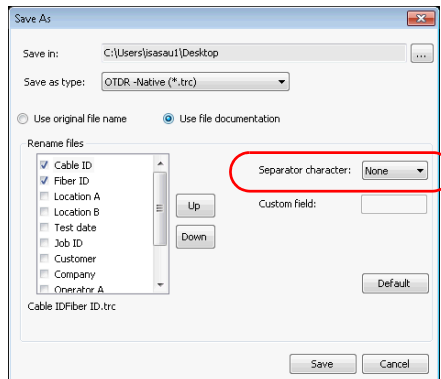 Save As
Save in: C:\Users\isasau1\Desktop ...
Save as type: OTDR -Native (*.trc)
Use original file name Use file documentation
Rename files
Cable ID
Fiber ID
Location A
Location B
Test date
Job ID
Customer
Company
Operator A
Up
Down
Separator character: None
Custom field:
Default
Cable IDFiber ID.trc
Save Cancel